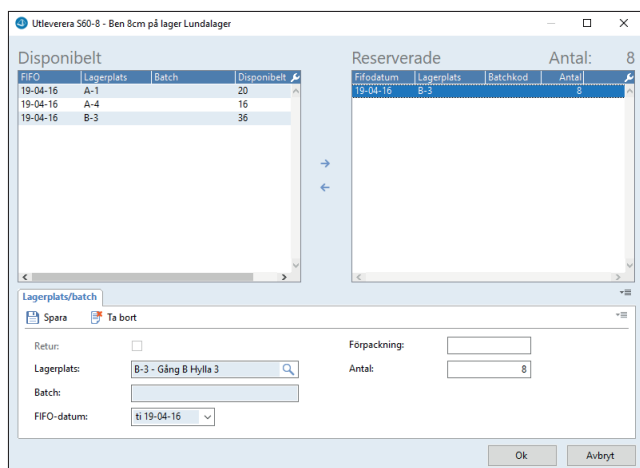 Utleverera S60-8 - Ben 8cm på lager Lundalager
Disponibelt
FIFO Lagerplats Batch Disponibelt
19-04-16 A-1 20
19-04-16 A-4 16
19-04-16 B-3 36
Reserverade Antal: 8
Fifodatum Lagerplats Batchkod Antal
19-04-16 B-3 8
Lagerplats/batch
Spara Ta bort
Retur:
Lagerplats: B-3 - Gång B Hylla 3
Batch:
FIFO-datum: ti 19-04-16
Förpackning:
Antal: 8
Ok Avbryt